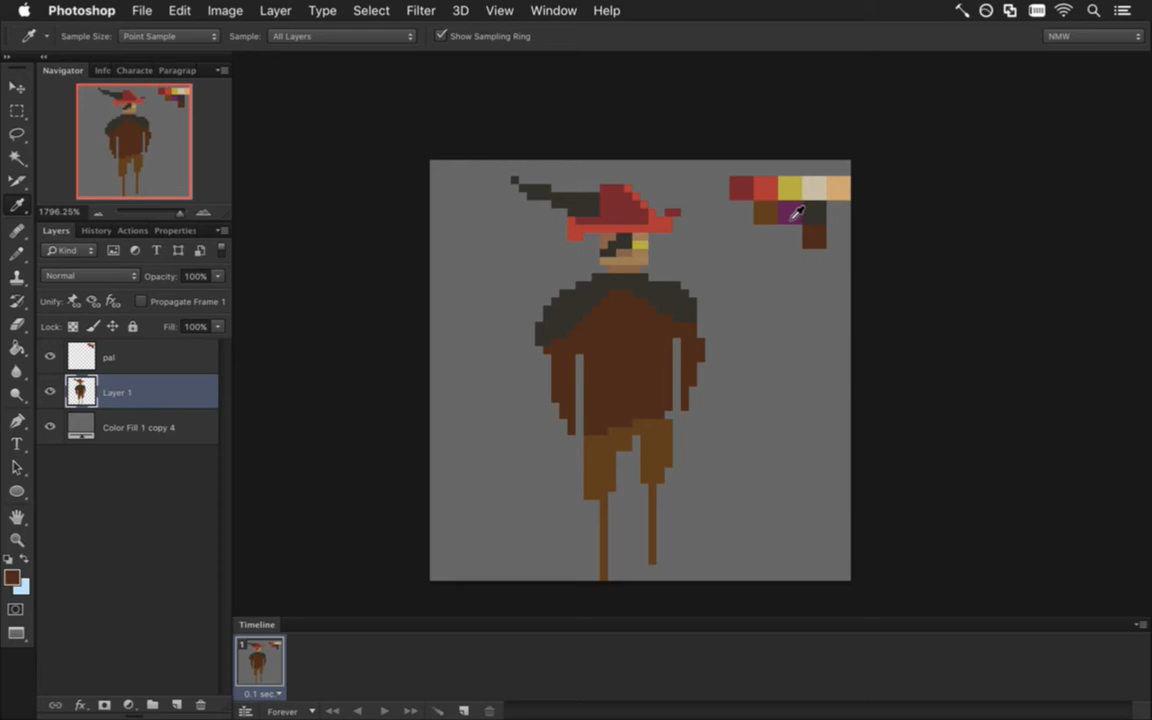 Photoshop File Edit Image Layer Type Select Filter 3D View Window Help
Sample Size: Point Sample Sample: All Layers Show Sampling Ring NMW
Navigator Info Characte Paragrap
1796.25%
Layers History Actions Properties
Kind
Normal Opacity: 100%
Unify: Propagate Frame 1
Lock: Fill: 100%
pal
Layer 1
Color Fill 1 copy 4
Timeline
1
0.1 sec.
Forever